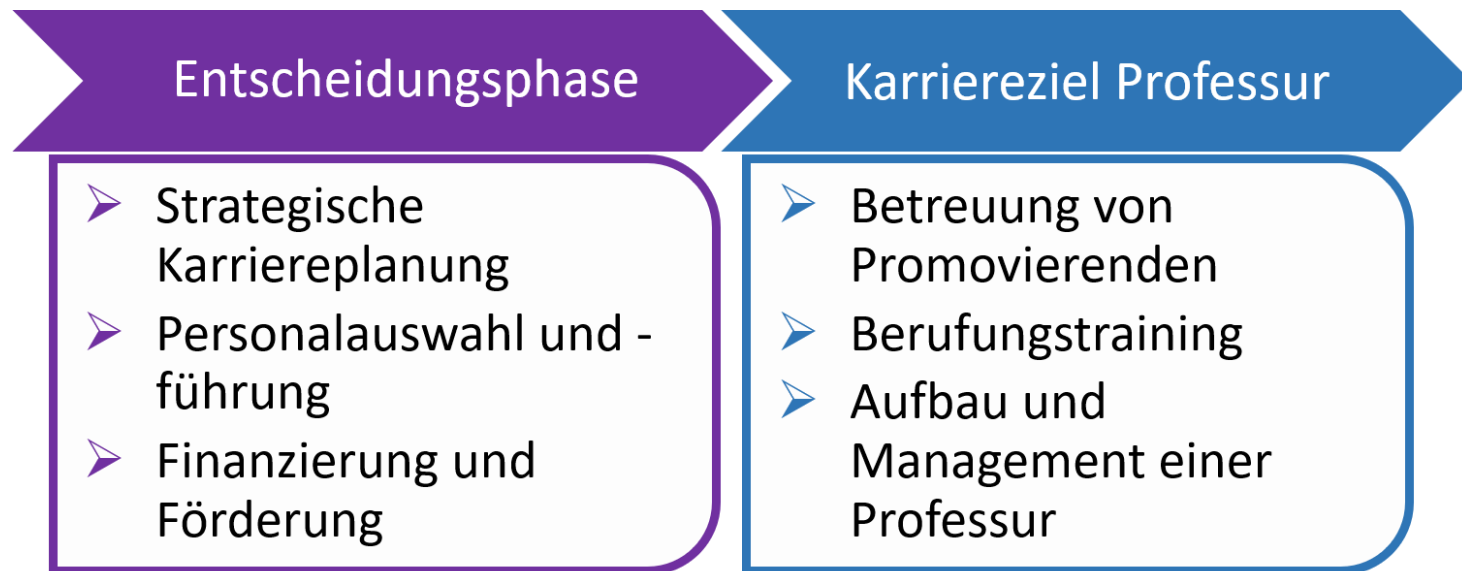 Entscheidungsphase
Strategische
Karriereplanung
Personalauswahl und -
führung
Finanzierung und
Förderung
Karriereziel Professur
Betreuung von
Promovierenden
Berufungstraining
Aufbau und
Management einer
Professur